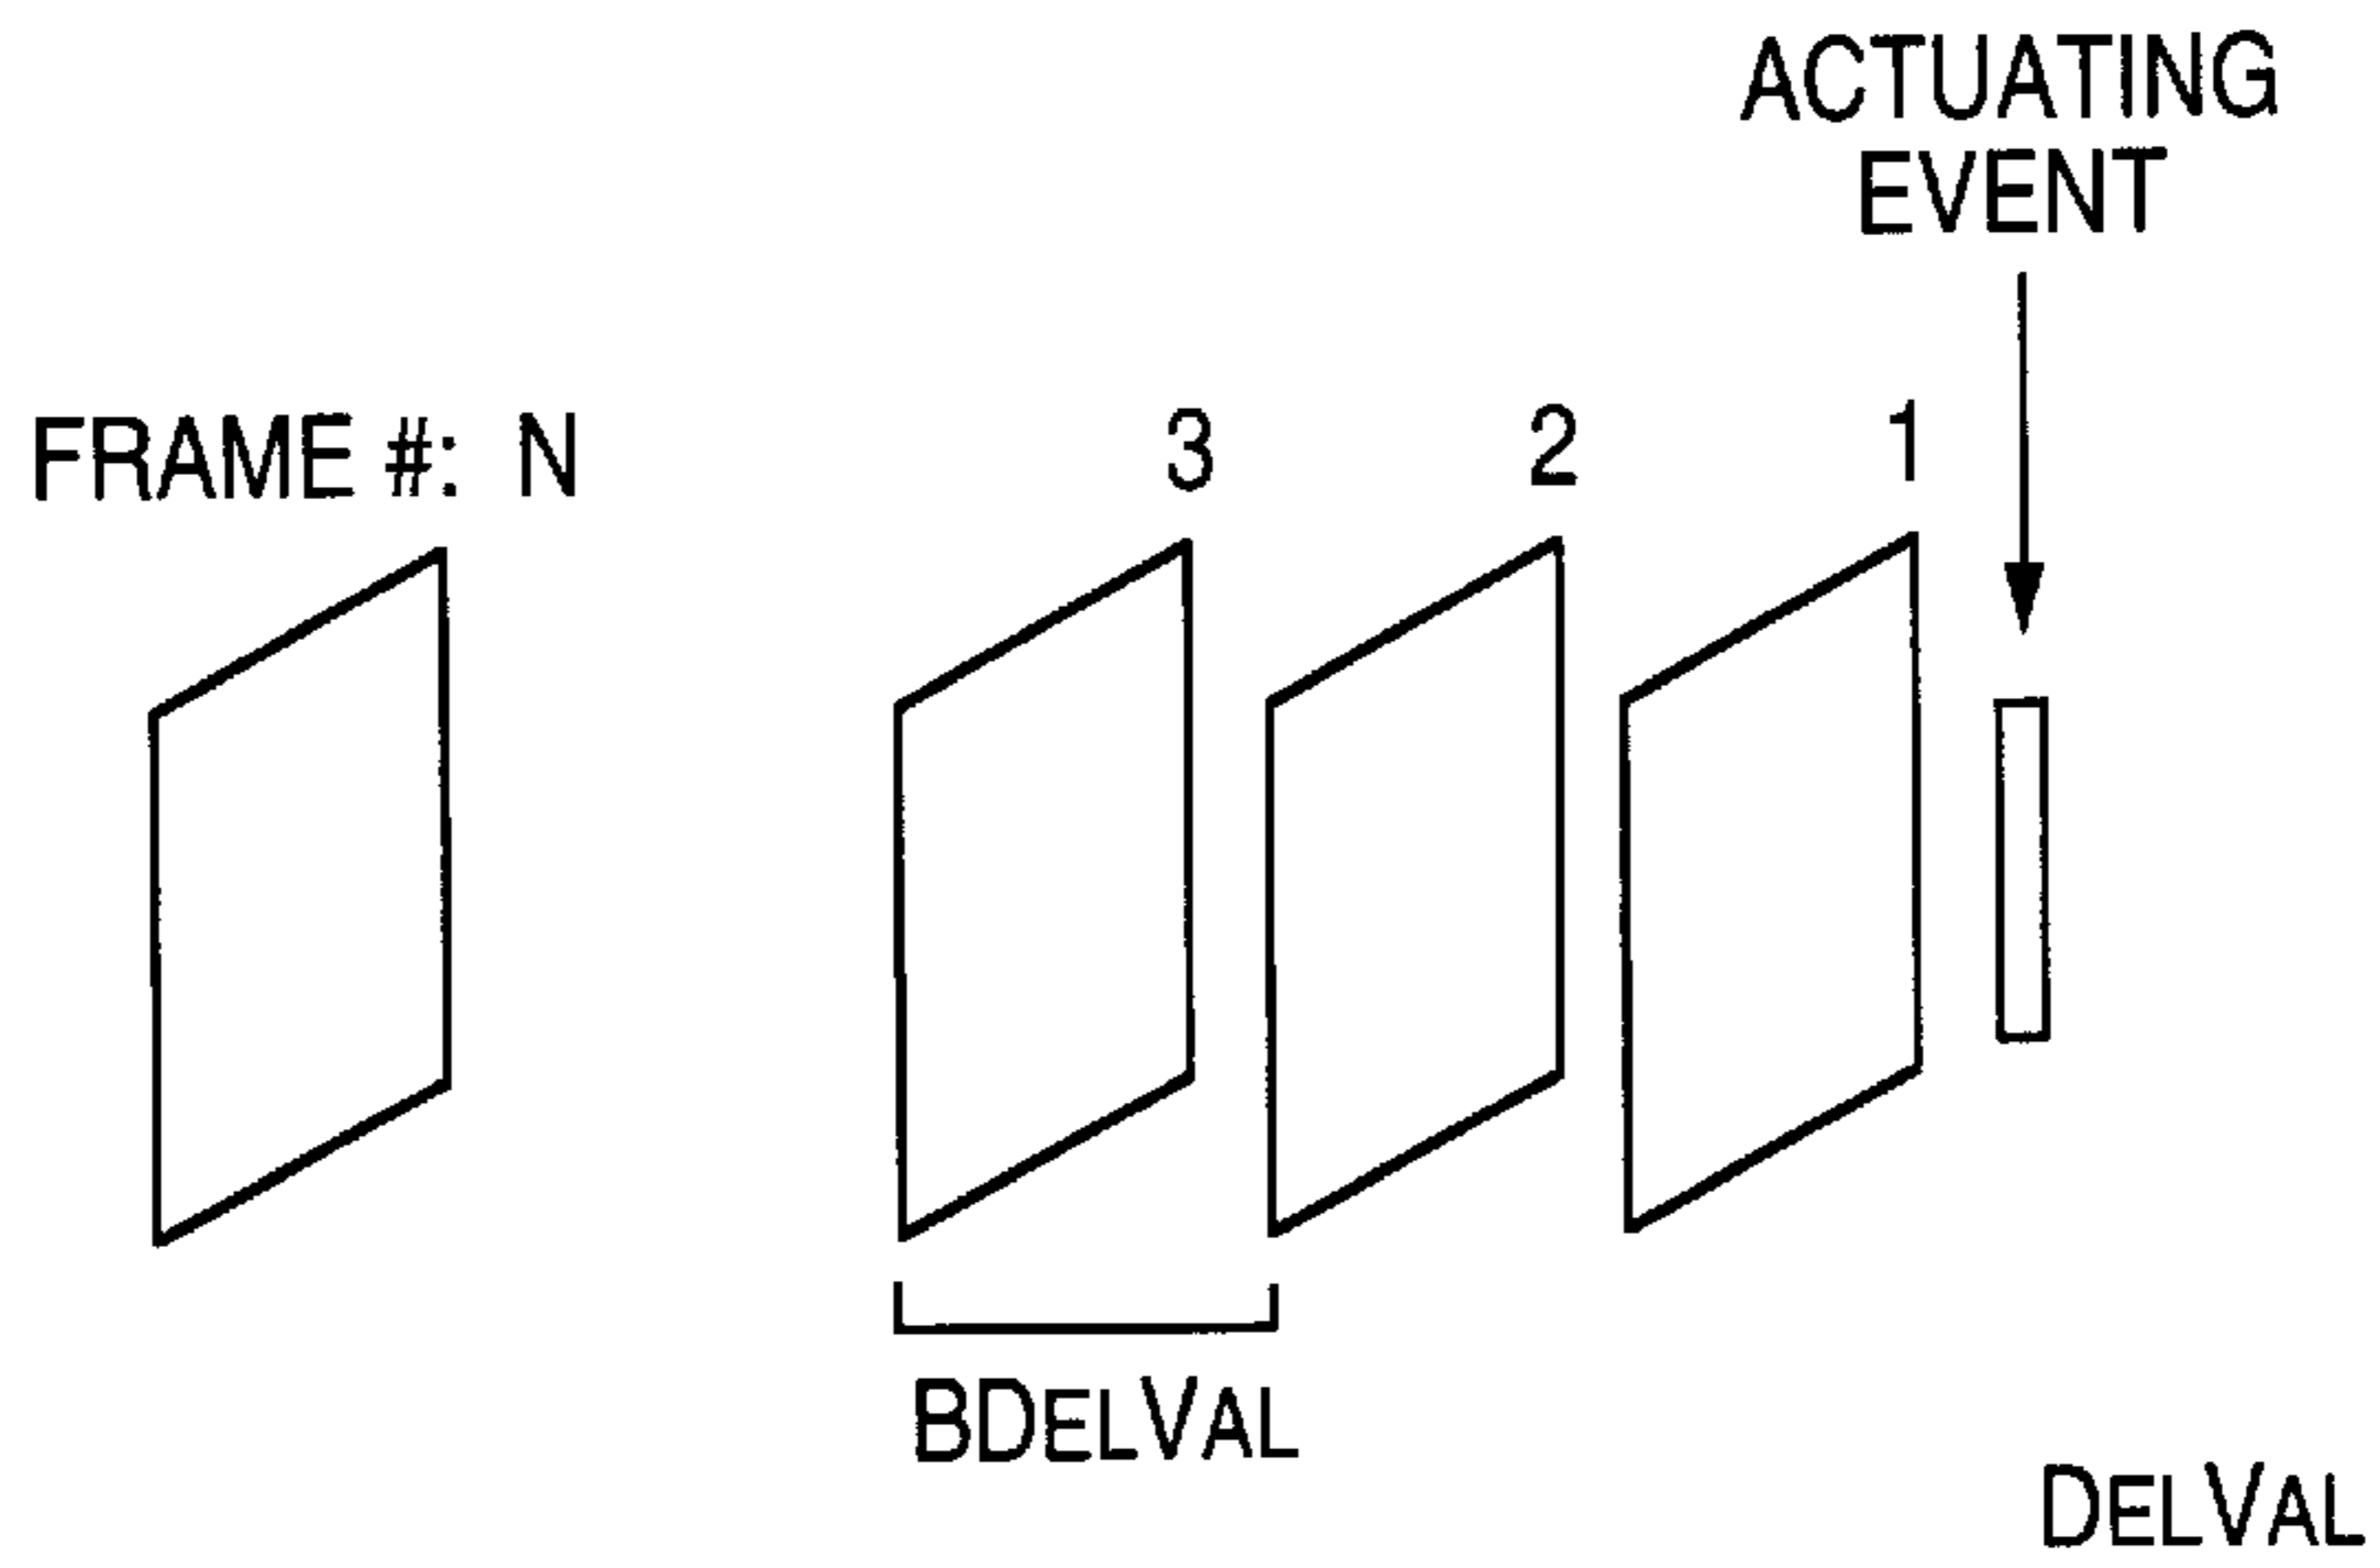 ACTUATING
EVENT
FRAME #: N 3 2 1
BDELVAL
DELVAL